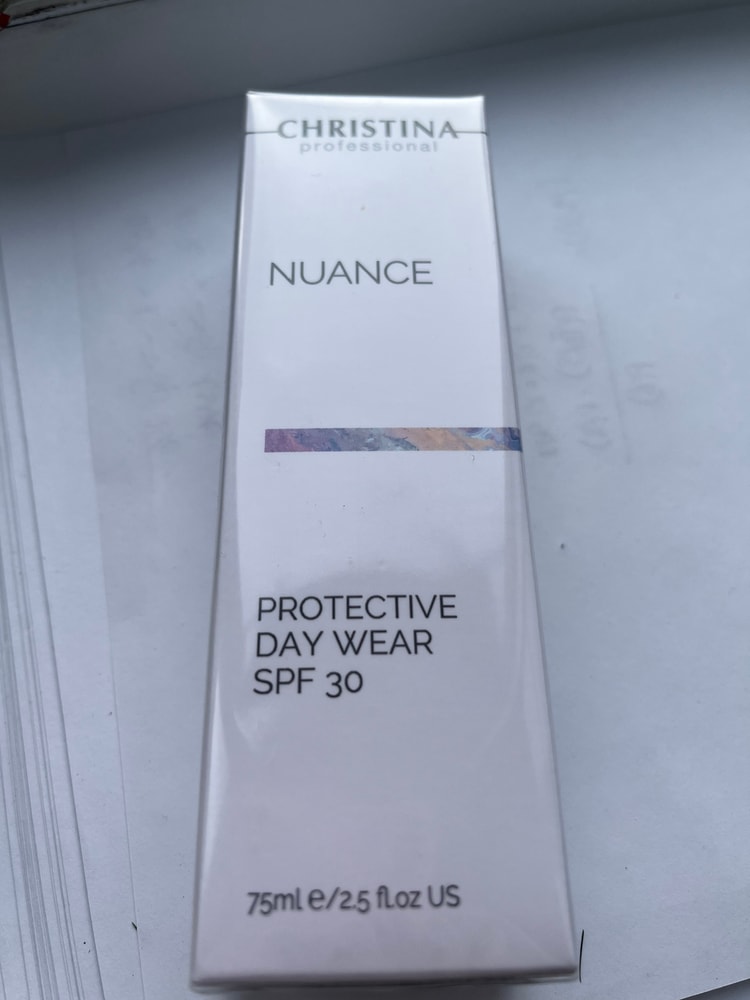 CHRISTINA
professional
NUANCE
PROTECTIVE
DAY WEAR
SPF 30
75ml e/2.5 fl.oz US